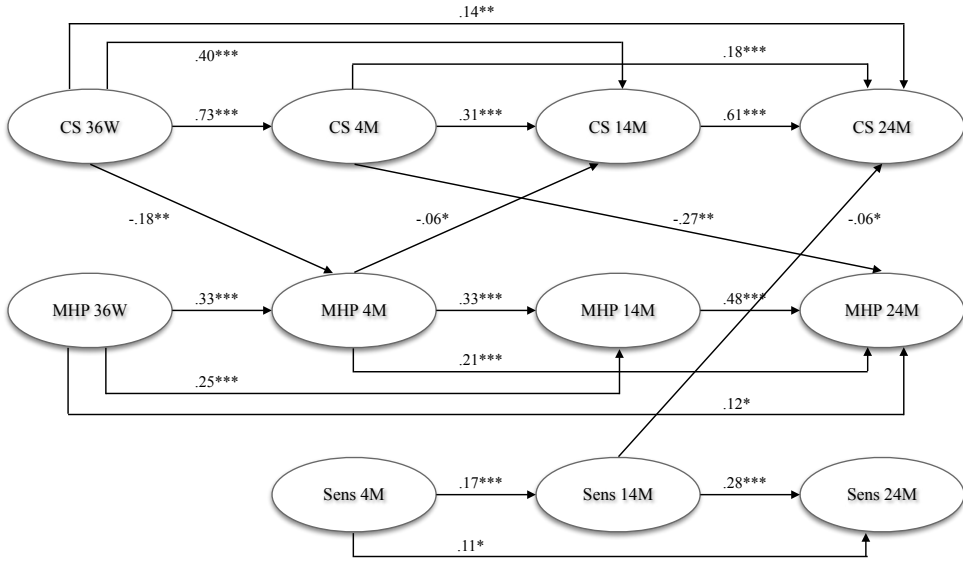 .14**
.40***
.18***
CS 36W
.73***
CS 4M
.31***
CS 14M
.61***
CS 24M
-.18**
-.06*
-.27**
-.06*
MHP 36W
.33***
MHP 4M
.33***
MHP 14M
.48***
MHP 24M
.21***
.25***
.12*
Sens 4M
.17***
Sens 14M
.28***
Sens 24M
.11*